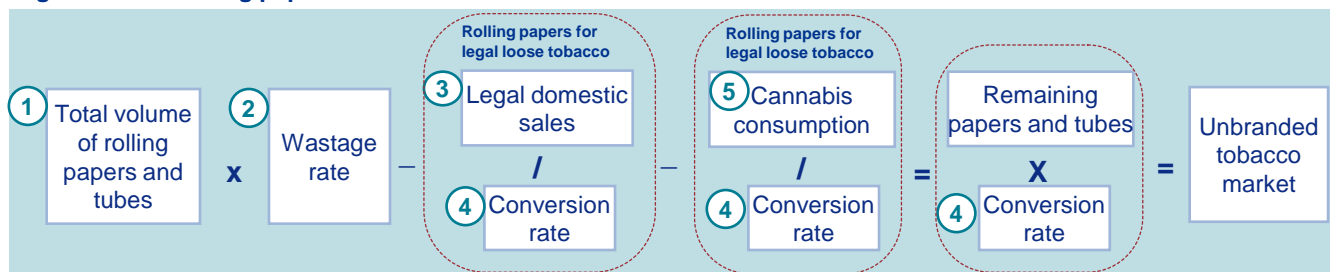 Rolling papers for
legal loose tobacco
Rolling papers for
legal loose tobacco
1
Total volume
of rolling
papers and
tubes
x
2
Wastage
rate
–
3
Legal domestic
sales
/
4
Conversion
rate
–
5
Cannabis
consumption
/
4
Conversion
rate
=
Remaining
papers and tubes
X
4
Conversion
rate
=
Unbranded
tobacco
market